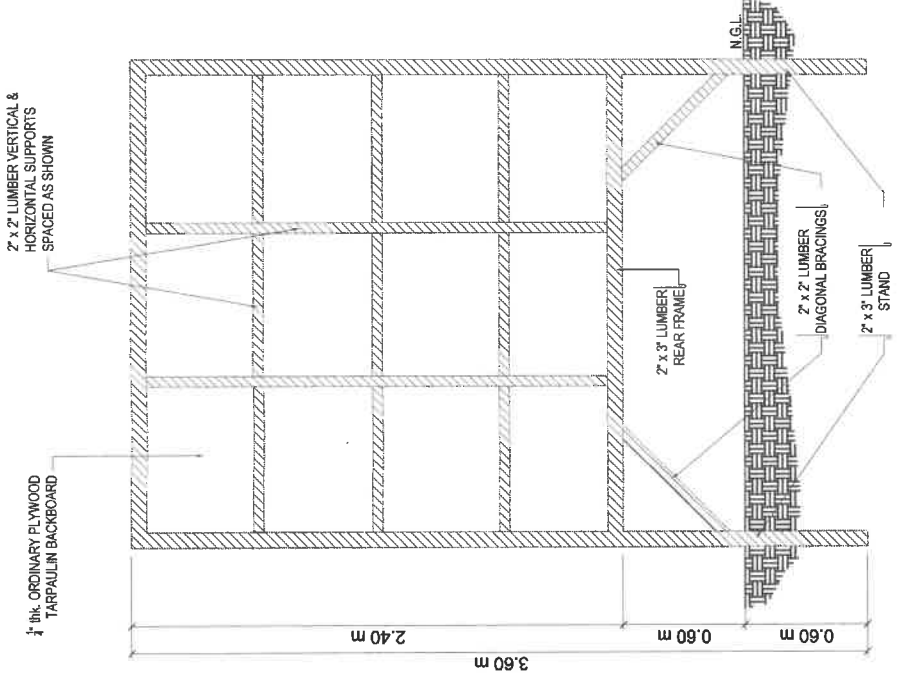 2" x 2" LUMBER VERTICAL &
HORIZONTAL SUPPORTS
SPACED AS SHOWN
¼" thk. ORDINARY PLYWOOD
TARPAULIN BACKBOARD
N.G.L.
2" x 3" LUMBER
REAR FRAME
2" x 2" LUMBER
DIAGONAL BRACINGS
2" x 3" LUMBER
STAND
2.40 m
0.60 m
0.60 m
3.60 m